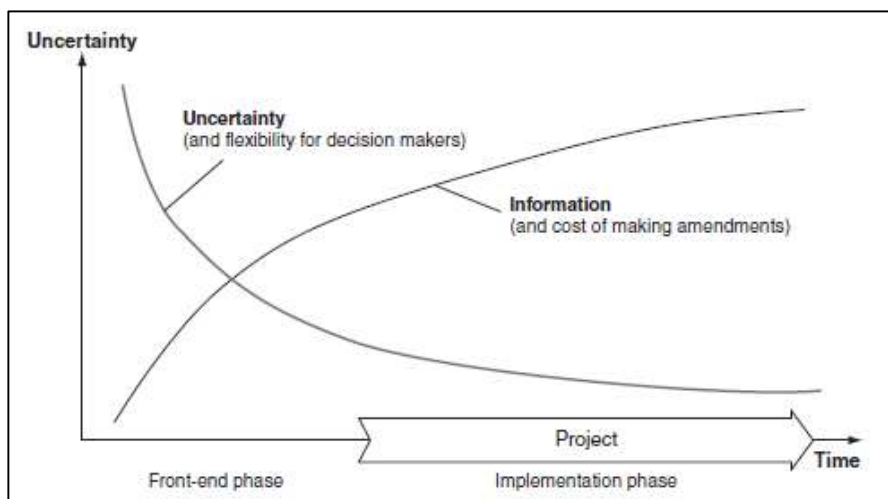 Uncertainty
Uncertainty
(and flexibility for decision makers)
Information
(and cost of making amendments)
Project
Time
Front-end phase
Implementation phase